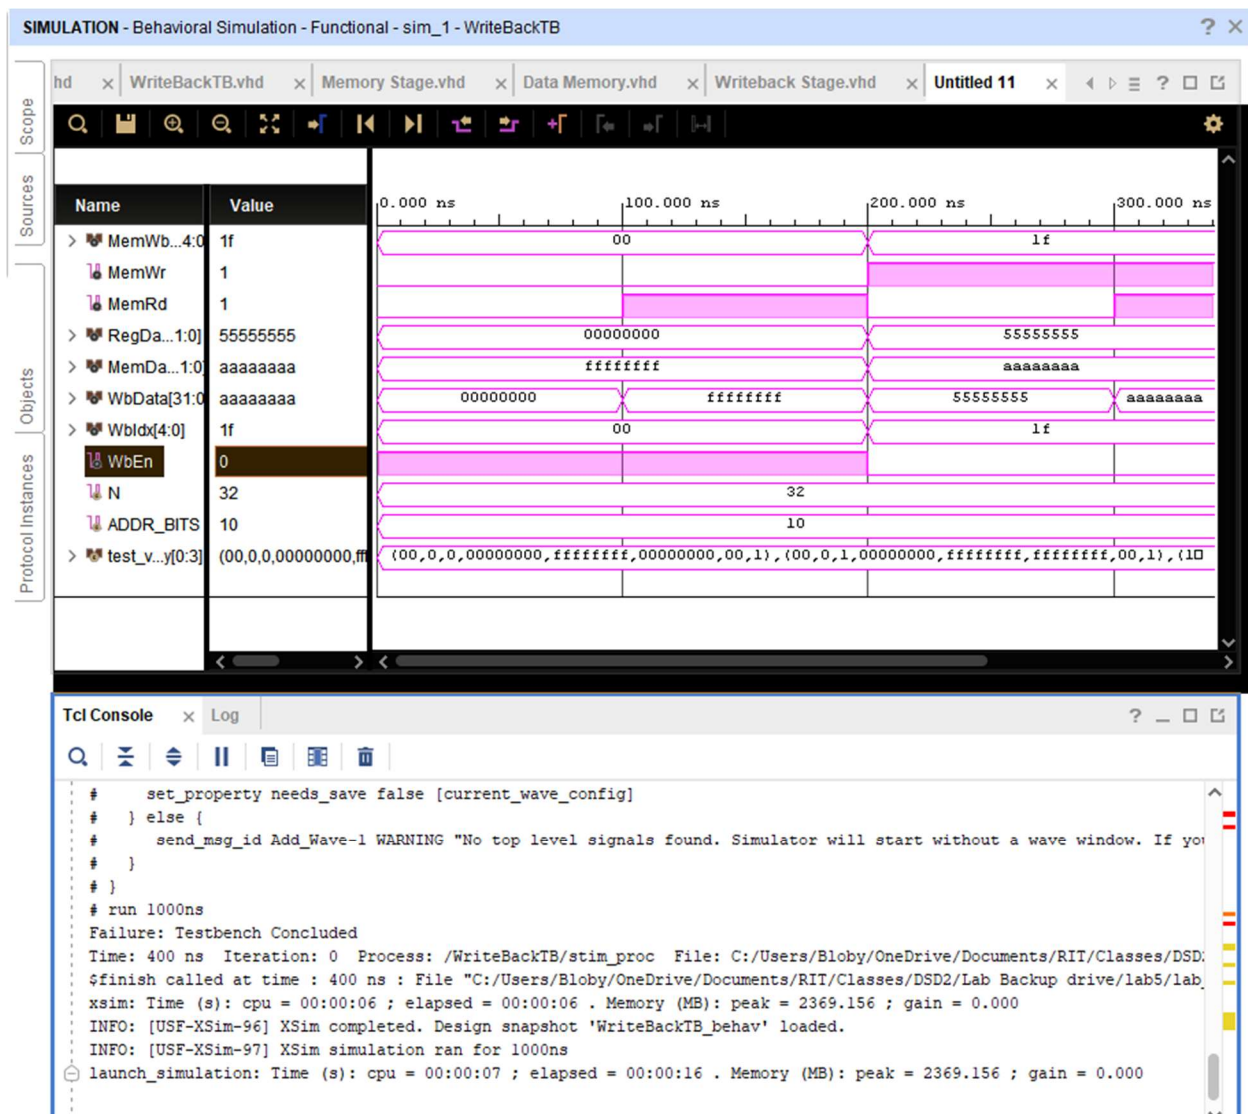 SIMULATION - Behavioral Simulation - Functional - sim_1 - WriteBackTB
hd WriteBackTB.vhd Memory Stage.vhd Data Memory.vhd Writeback Stage.vhd Untitled 11
Scope
Sources
Objects
Protocol Instances
Name Value 0.000 ns 100.000 ns 200.000 ns 300.000 ns
MemWb...4:0 1f 00 1f
MemWr 1
MemRd 1
RegDa...1:0] 55555555 00000000 55555555
MemDa...1:0] aaaaaaaa ffffffff aaaaaaaa
WbData[31:0 aaaaaaaa 00000000 ffffffff 55555555 aaaaaaaa
WbIdx[4:0] 1f 00 1f
WbEn 0
N 32 32
ADDR_BITS 10 10
test_v...y[0:3] (00,0,0,00000000,fff (00,0,0,00000000,ffffffff,00000000,00,1),(00,0,1,00000000,ffffffff,ffffffff,00,1),(1
Tcl Console Log
# set_property needs_save false [current_wave_config]
# } else {
# send_msg_id Add_Wave-1 WARNING "No top level signals found. Simulator will start without a wave window. If you
# }
# }
# run 1000ns
Failure: Testbench Concluded
Time: 400 ns Iteration: 0 Process: /WriteBackTB/stim_proc File: C:/Users/Bloby/OneDrive/Documents/RIT/Classes/DSD2
$finish called at time : 400 ns : File "C:/Users/Bloby/OneDrive/Documents/RIT/Classes/DSD2/Lab Backup drive/lab5/lab_
xsim: Time (s): cpu = 00:00:06 ; elapsed = 00:00:06 . Memory (MB): peak = 2369.156 ; gain = 0.000
INFO: [USF-XSim-96] XSim completed. Design snapshot 'WriteBackTB_behav' loaded.
INFO: [USF-XSim-97] XSim simulation ran for 1000ns
launch_simulation: Time (s): cpu = 00:00:07 ; elapsed = 00:00:16 . Memory (MB): peak = 2369.156 ; gain = 0.000